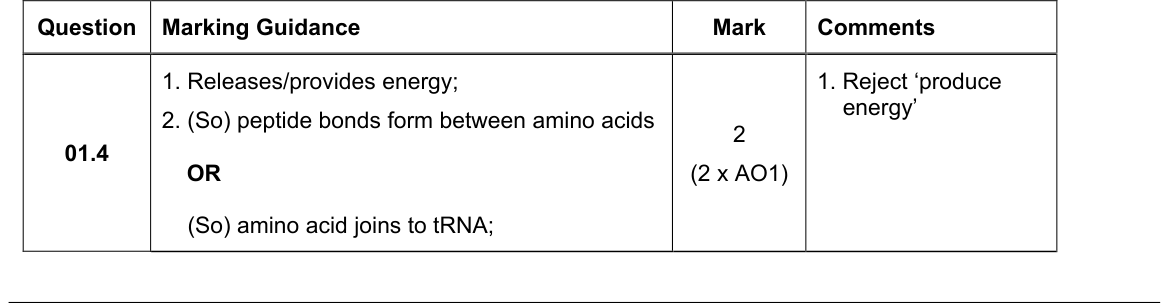 Question Marking Guidance Mark Comments
1. Releases/provides energy;
2. (So) peptide bonds form between amino acids
OR
(So) amino acid joins to tRNA;
01.4
2
(2 x AO1)
1. Reject ‘produce
energy’